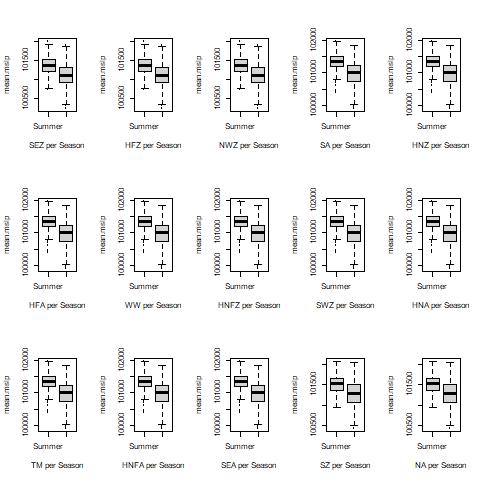 mean.mslp
100500 101500
Summer
SEZ per Season
mean.mslp
100500 101500
Summer
HFZ per Season
mean.mslp
100500 101500
Summer
NWZ per Season
mean.mslp
100000 101000 102000
Summer
SA per Season
mean.mslp
100000 101000 102000
Summer
HNZ per Season
mean.mslp
100000 101000 102000
Summer
HFA per Season
mean.mslp
100000 101000 102000
Summer
WW per Season
mean.mslp
100000 101000 102000
Summer
HNFZ per Season
mean.mslp
100000 101000 102000
Summer
SWZ per Season
mean.mslp
100000 101000 102000
Summer
HNA per Season
mean.mslp
100000 101000 102000
Summer
TM per Season
mean.mslp
100000 101000 102000
Summer
HNFA per Season
mean.mslp
100000 101000 102000
Summer
SEA per Season
mean.mslp
100500 101500
Summer
SZ per Season
mean.mslp
100500 101500
Summer
NA per Season